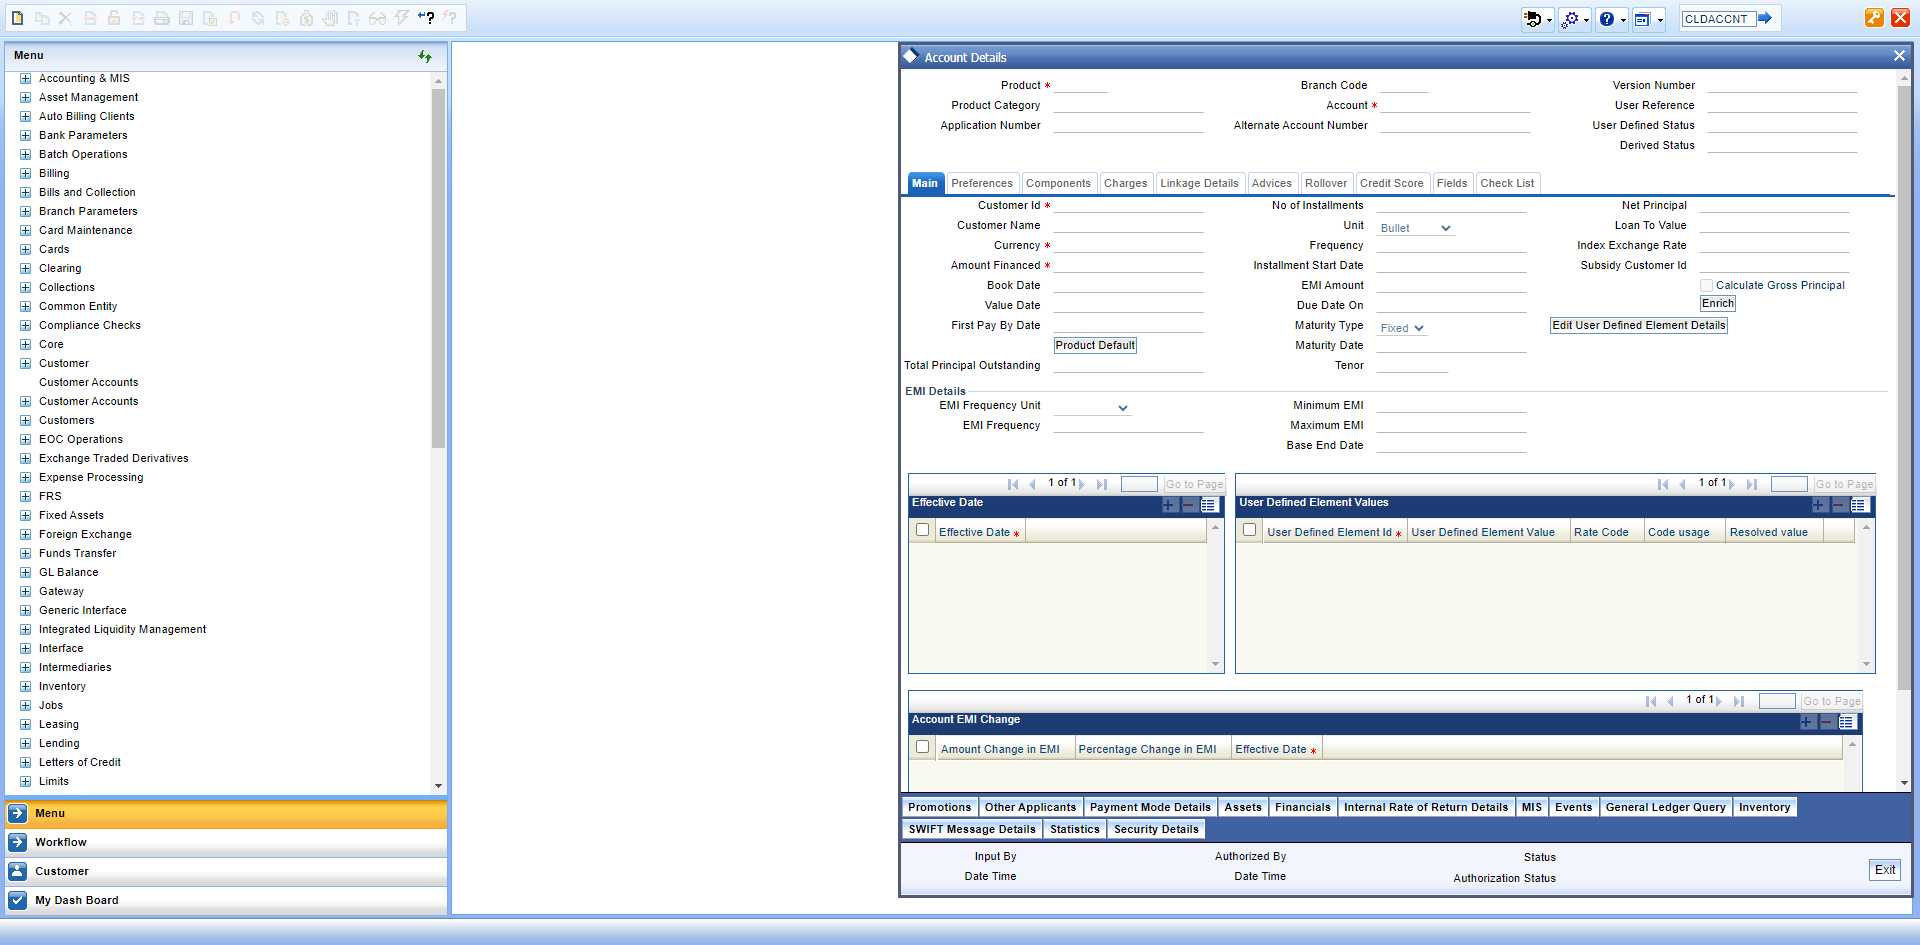 CLDACCNT
Menu
Accounting & MIS
Asset Management
Auto Billing Clients
Bank Parameters
Batch Operations
Billing
Bills and Collection
Branch Parameters
Card Maintenance
Cards
Clearing
Collections
Common Entity
Compliance Checks
Core
Customer
Customer Accounts
Customer Accounts
Customers
EOC Operations
Exchange Traded Derivatives
Expense Processing
FRS
Fixed Assets
Foreign Exchange
Funds Transfer
GL Balance
Gateway
Generic Interface
Integrated Liquidity Management
Interface
Intermediaries
Inventory
Jobs
Leasing
Lending
Letters of Credit
Limits
Menu
Workflow
Customer
My Dash Board
Account Details
Product * Branch Code Version Number
Product Category Account * User Reference
Application Number Alternate Account Number User Defined Status
Derived Status
Main Preferences Components Charges Linkage Details Advices Rollover Credit Score Fields Check List
Customer Id * No of Installments Net Principal
Customer Name Unit Bullet Loan To Value
Currency * Frequency Index Exchange Rate
Amount Financed * Installment Start Date Subsidy Customer Id
Book Date EMI Amount Calculate Gross Principal
Value Date Due Date On Enrich
First Pay By Date Maturity Type Fixed Edit User Defined Element Details
Product Default Maturity Date
Total Principal Outstanding Tenor
EMI Details
EMI Frequency Unit Minimum EMI
EMI Frequency Maximum EMI
Base End Date
1 of 1 Go to Page 1 of 1 Go to Page
Effective Date User Defined Element Values
Effective Date * User Defined Element Id * User Defined Element Value Rate Code Code usage Resolved value
1 of 1 Go to Page
Account EMI Change
Amount Change in EMI Percentage Change in EMI Effective Date *
Promotions Other Applicants Payment Mode Details Assets Financials Internal Rate of Return Details MIS Events General Ledger Query Inventory
SWIFT Message Details Statistics Security Details
Input By Authorized By Status
Date Time Date Time Authorization Status
Exit